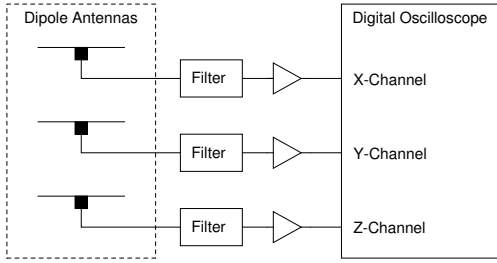 Dipole Antennas
Digital Oscilloscope
Filter
X-Channel
Filter
Y-Channel
Filter
Z-Channel